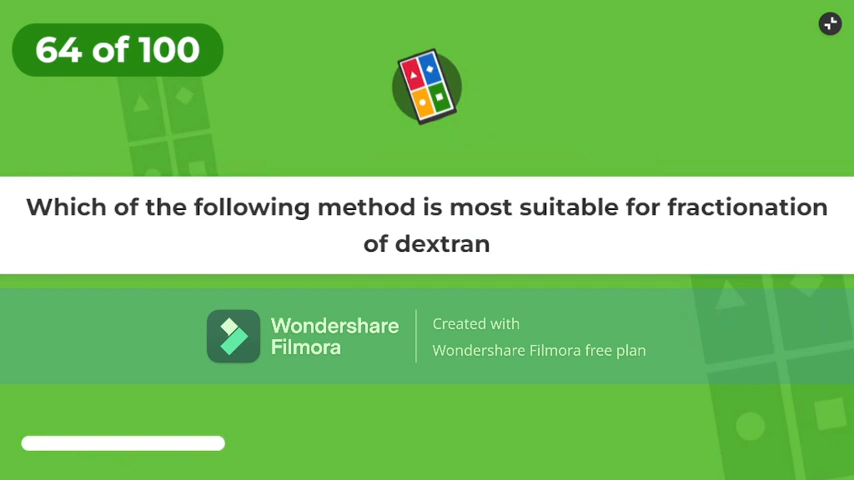 64 of 100
Which of the following method is most suitable for fractionation
of dextran
Wondershare
Filmora
Created with
Wondershare Filmora free plan